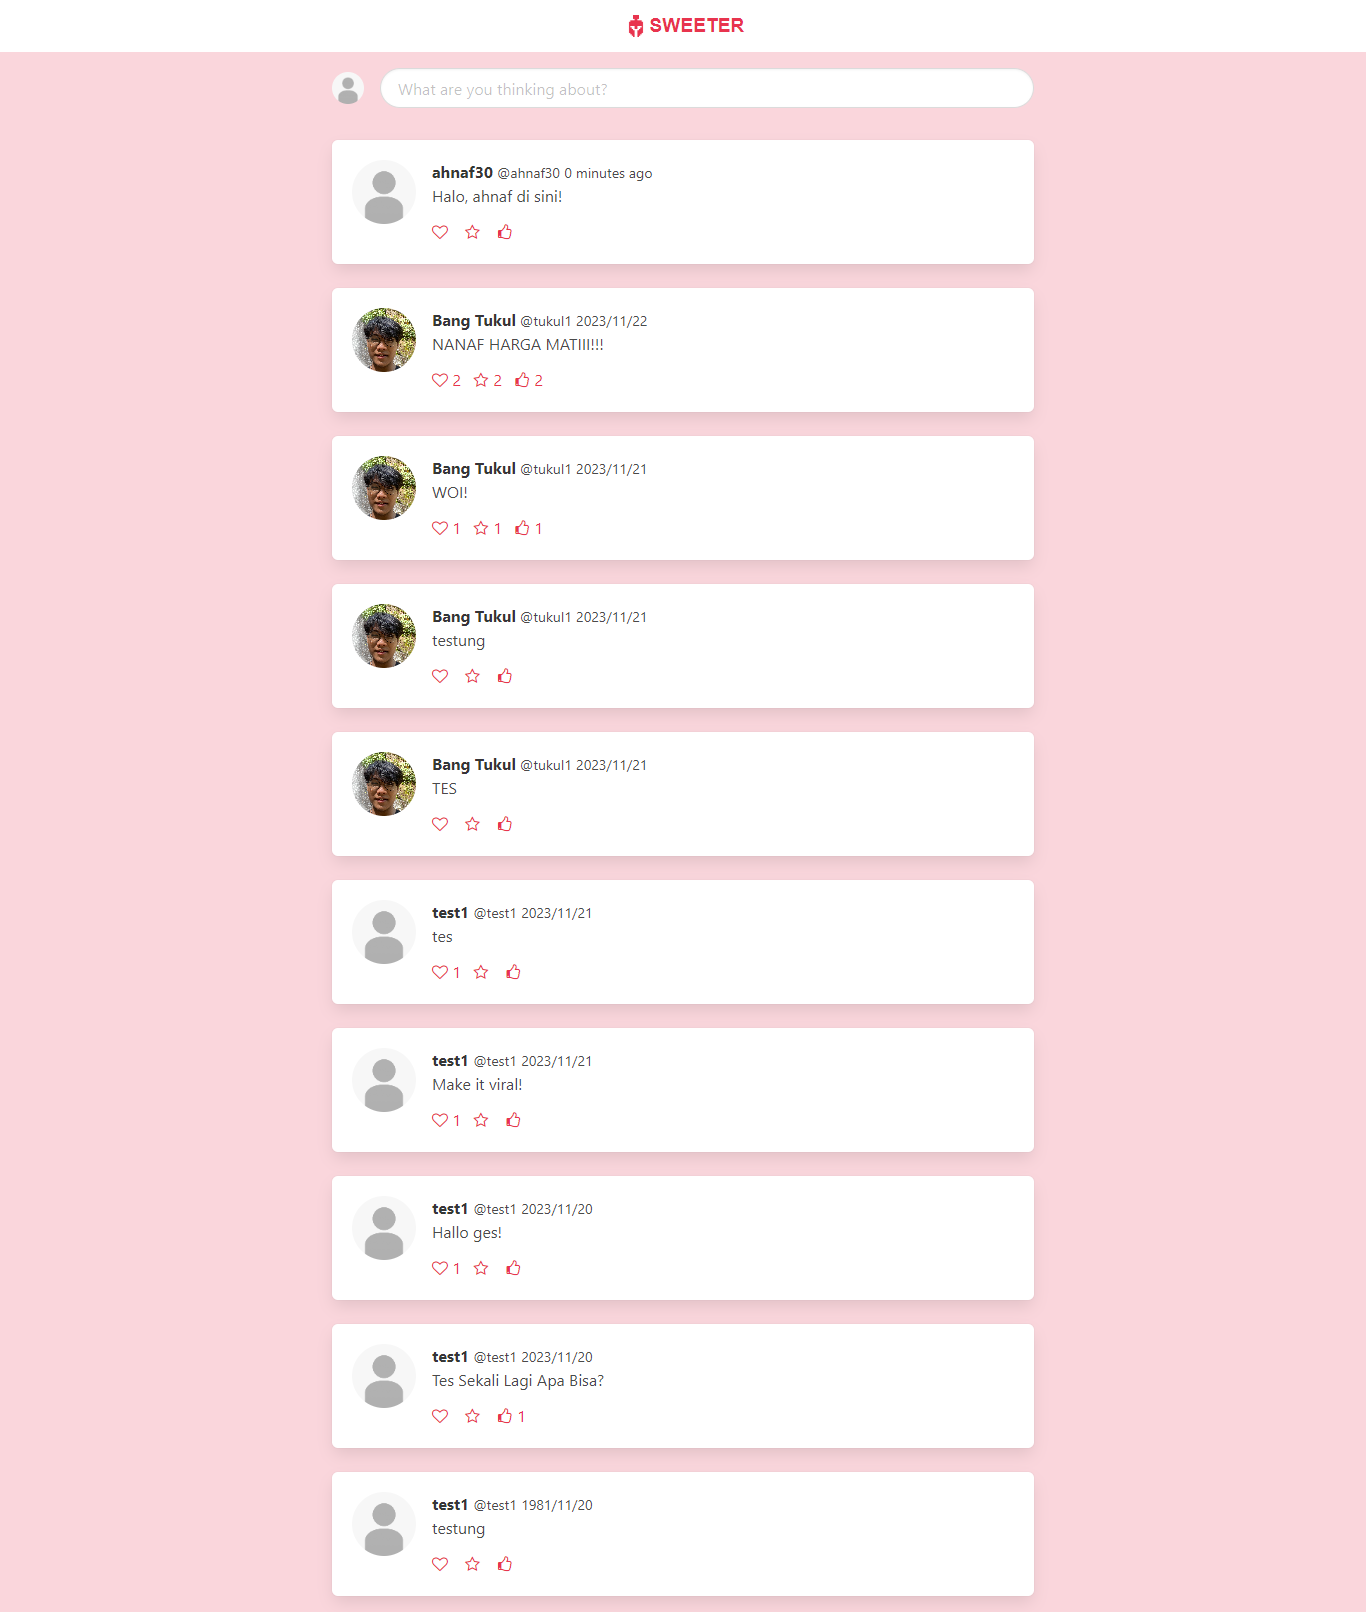 SWEETER
What are you thinking about?
ahnaf30 @ahnaf30 0 minutes ago
Halo, ahnaf di sini!
Bang Tukul @tukul1 2023/11/22
NANAF HARGA MATIII!!!
2 2 2
Bang Tukul @tukul1 2023/11/21
WOI!
1 1 1
Bang Tukul @tukul1 2023/11/21
testung
Bang Tukul @tukul1 2023/11/21
TES
test1 @test1 2023/11/21
tes
1
test1 @test1 2023/11/21
Make it viral!
1
test1 @test1 2023/11/20
Hallo ges!
1
test1 @test1 2023/11/20
Tes Sekali Lagi Apa Bisa?
1
test1 @test1 1981/11/20
testung